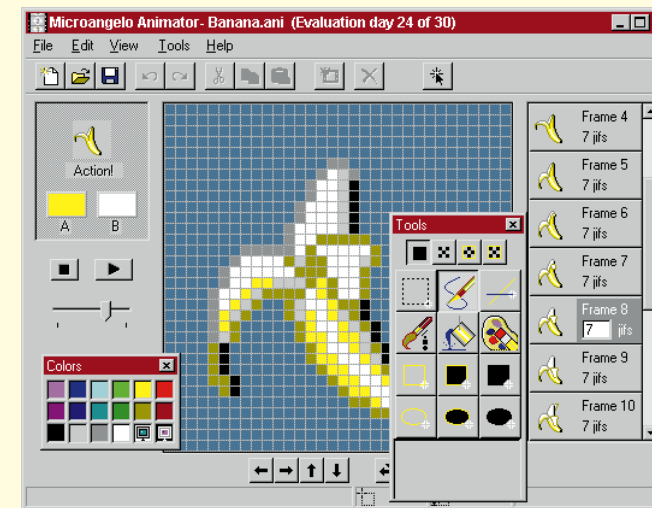 Microangelo Animator- Banana.ani (Evaluation day 24 of 30)
File Edit View Tools Help
Action!
A B
Colors
Tools
Frame 4
7 jifs
Frame 5
7 jifs
Frame 6
7 jifs
Frame 7
7 jifs
Frame 8
7 jifs
Frame 9
7 jifs
Frame 10
7 jifs